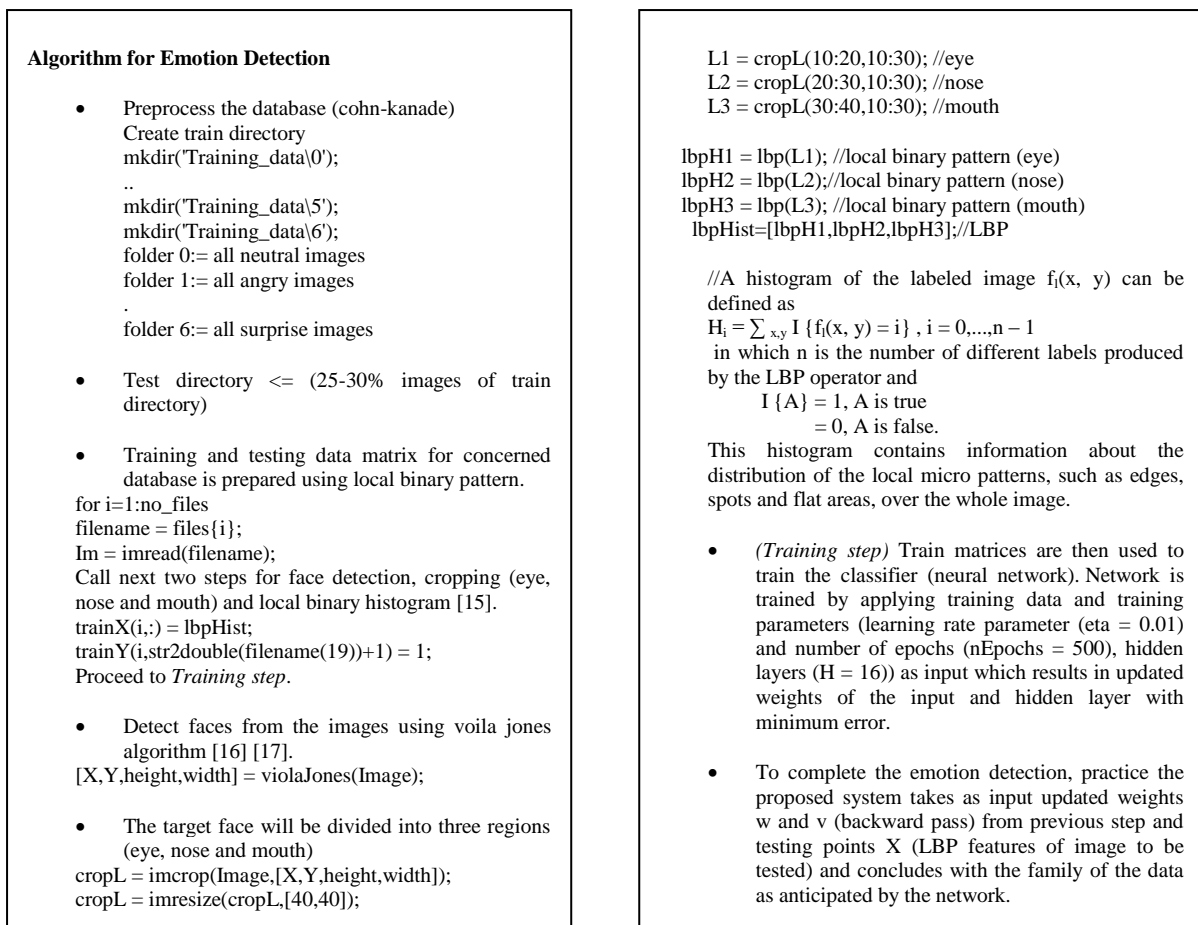 Algorithm for Emotion Detection
• Preprocess the database (cohn-kanade)
Create train directory
mkdir('Training_data\0');
..
mkdir('Training_data\5');
mkdir('Training_data\6');
folder 0:= all neutral images
folder 1:= all angry images
.
folder 6:= all surprise images
• Test directory <= (25-30% images of train
directory)
• Training and testing data matrix for concerned
database is prepared using local binary pattern.
for i=1:no_files
filename = files{i};
Im = imread(filename);
Call next two steps for face detection, cropping (eye,
nose and mouth) and local binary histogram [15].
trainX(i,:) = lbpHist;
trainY(i,str2double(filename(19))+1) = 1;
Proceed to Training step.
• Detect faces from the images using voila jones
algorithm [16] [17].
[X,Y,height,width] = violaJones(Image);
• The target face will be divided into three regions
(eye, nose and mouth)
cropL = imcrop(Image,[X,Y,height,width]);
cropL = imresize(cropL,[40,40]);
L1 = cropL(10:20,10:30); //eye
L2 = cropL(20:30,10:30); //nose
L3 = cropL(30:40,10:30); //mouth
lbpH1 = lbp(L1); //local binary pattern (eye)
lbpH2 = lbp(L2);//local binary pattern (nose)
lbpH3 = lbp(L3); //local binary pattern (mouth)
lbpHist=[lbpH1,lbpH2,lbpH3];//LBP
//A histogram of the labeled image fₗ(x, y) can be
defined as
Hᵢ = ∑ x,y I {fₗ(x, y) = i} , i = 0,...,n – 1
in which n is the number of different labels produced
by the LBP operator and
I {A} = 1, A is true
= 0, A is false.
This histogram contains information about the
distribution of the local micro patterns, such as edges,
spots and flat areas, over the whole image.
• (Training step) Train matrices are then used to
train the classifier (neural network). Network is
trained by applying training data and training
parameters (learning rate parameter (eta = 0.01)
and number of epochs (nEpochs = 500), hidden
layers (H = 16)) as input which results in updated
weights of the input and hidden layer with
minimum error.
• To complete the emotion detection, practice the
proposed system takes as input updated weights
w and v (backward pass) from previous step and
testing points X (LBP features of image to be
tested) and concludes with the family of the data
as anticipated by the network.